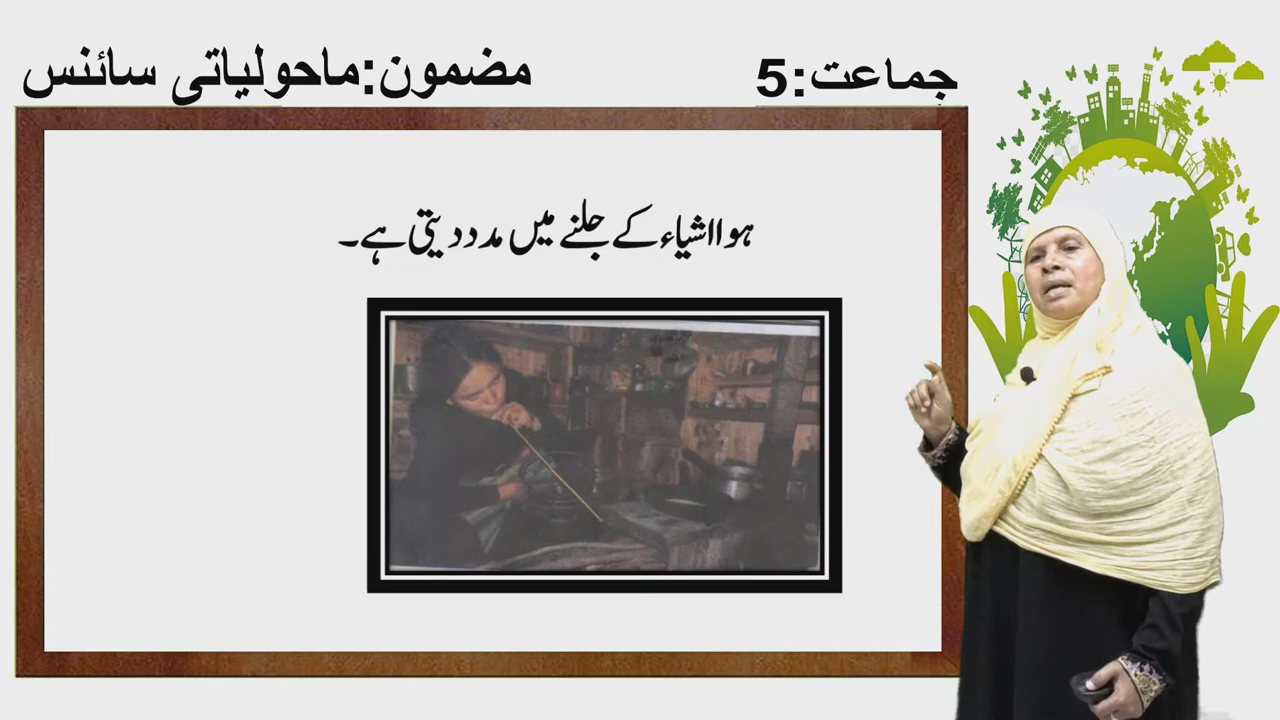 جماعت:5
مضمون:ماحولیاتی سائنس
ہوا اشیاء کے جلنے میں مدد دیتی ہے۔